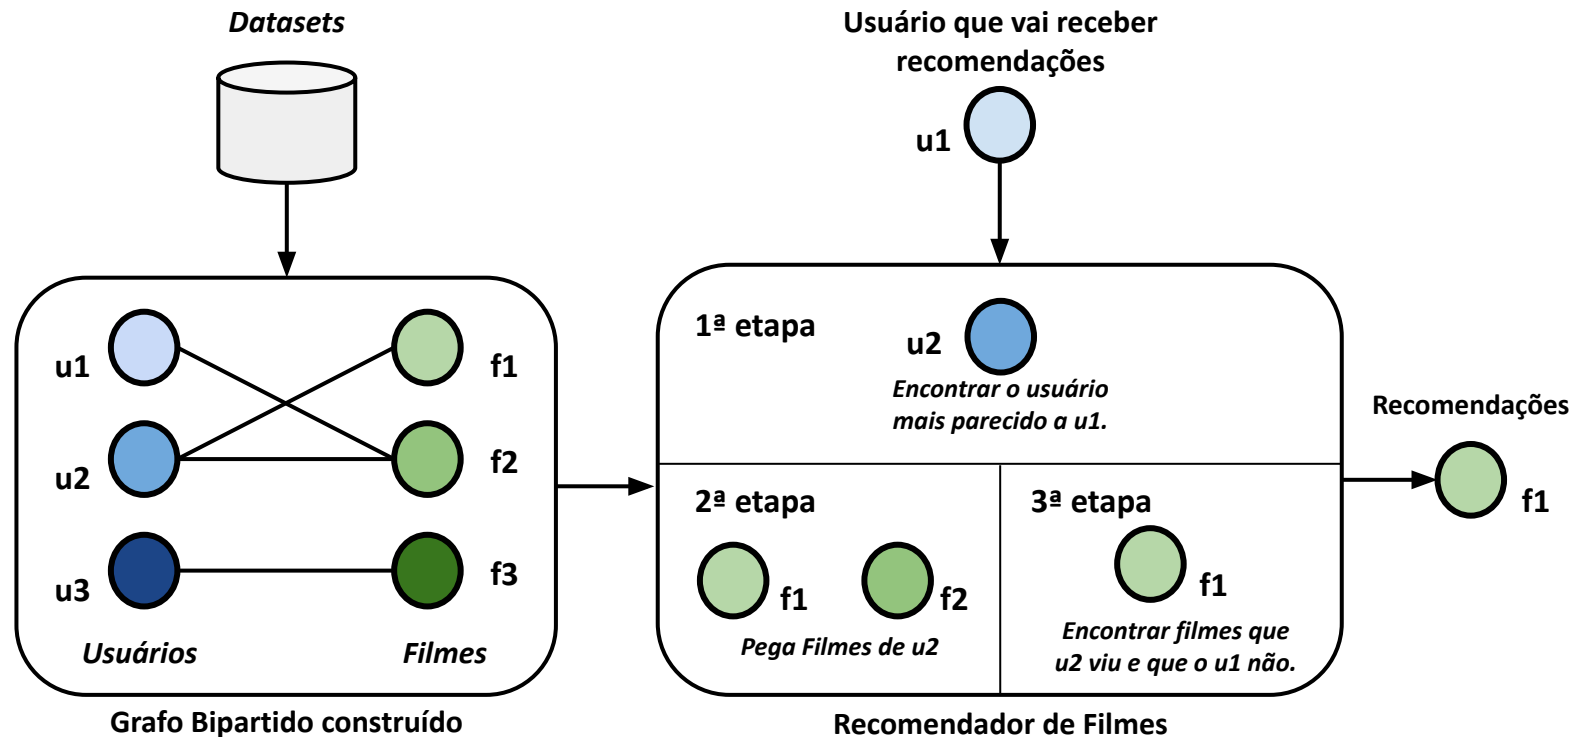 Datasets
u1
f1
u2
f2
u3
f3
Usuários
Filmes
Grafo Bipartido construído
Usuário que vai receber
recomendações
u1
1ª etapa
u2
Encontrar o usuário
mais parecido a u1.
2ª etapa
f1
f2
Pega Filmes de u2
3ª etapa
f1
Encontrar filmes que
u2 viu e que o u1 não.
Recomendador de Filmes
Recomendações
f1